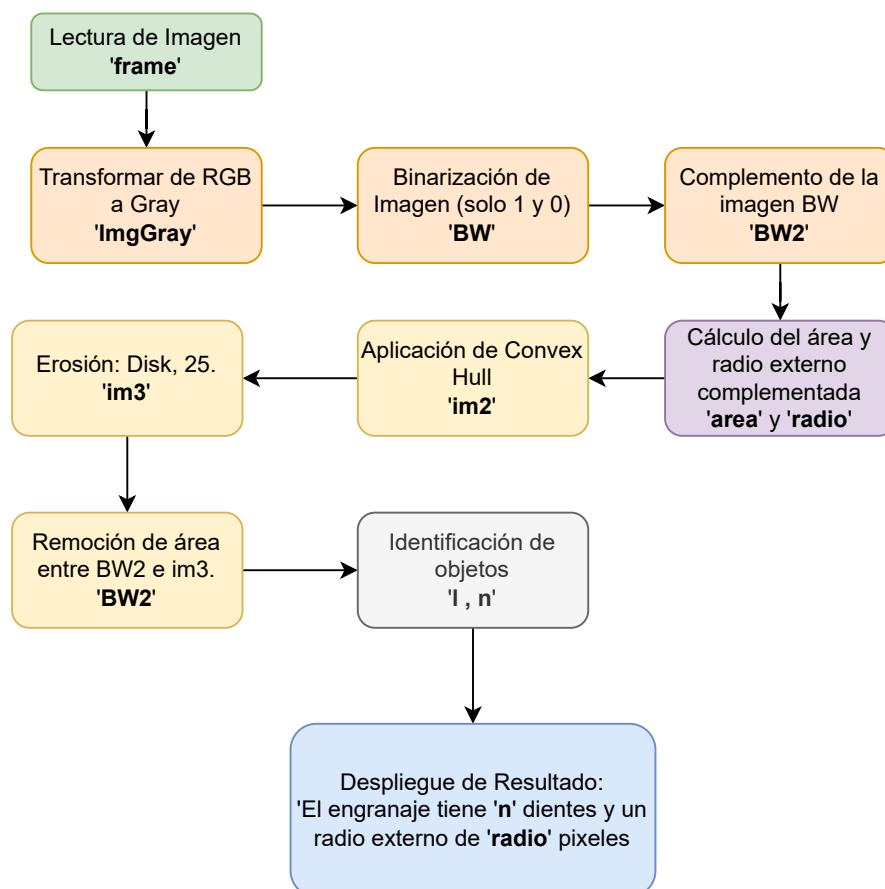 Lectura de Imagen
'frame'
Transformar de RGB
a Gray
'ImgGray'
Binarización de
Imagen (solo 1 y 0)
'BW'
Complemento de la
imagen BW
'BW2'
Cálculo del área y
radio externo
complementada
'area' y 'radio'
Aplicación de Convex
Hull
'im2'
Erosión: Disk, 25.
'im3'
Remoción de área
entre BW2 e im3.
'BW2'
Identificación de
objetos
'l , n'
Despliegue de Resultado:
'El engranaje tiene 'n' dientes y un
radio externo de 'radio' pixeles